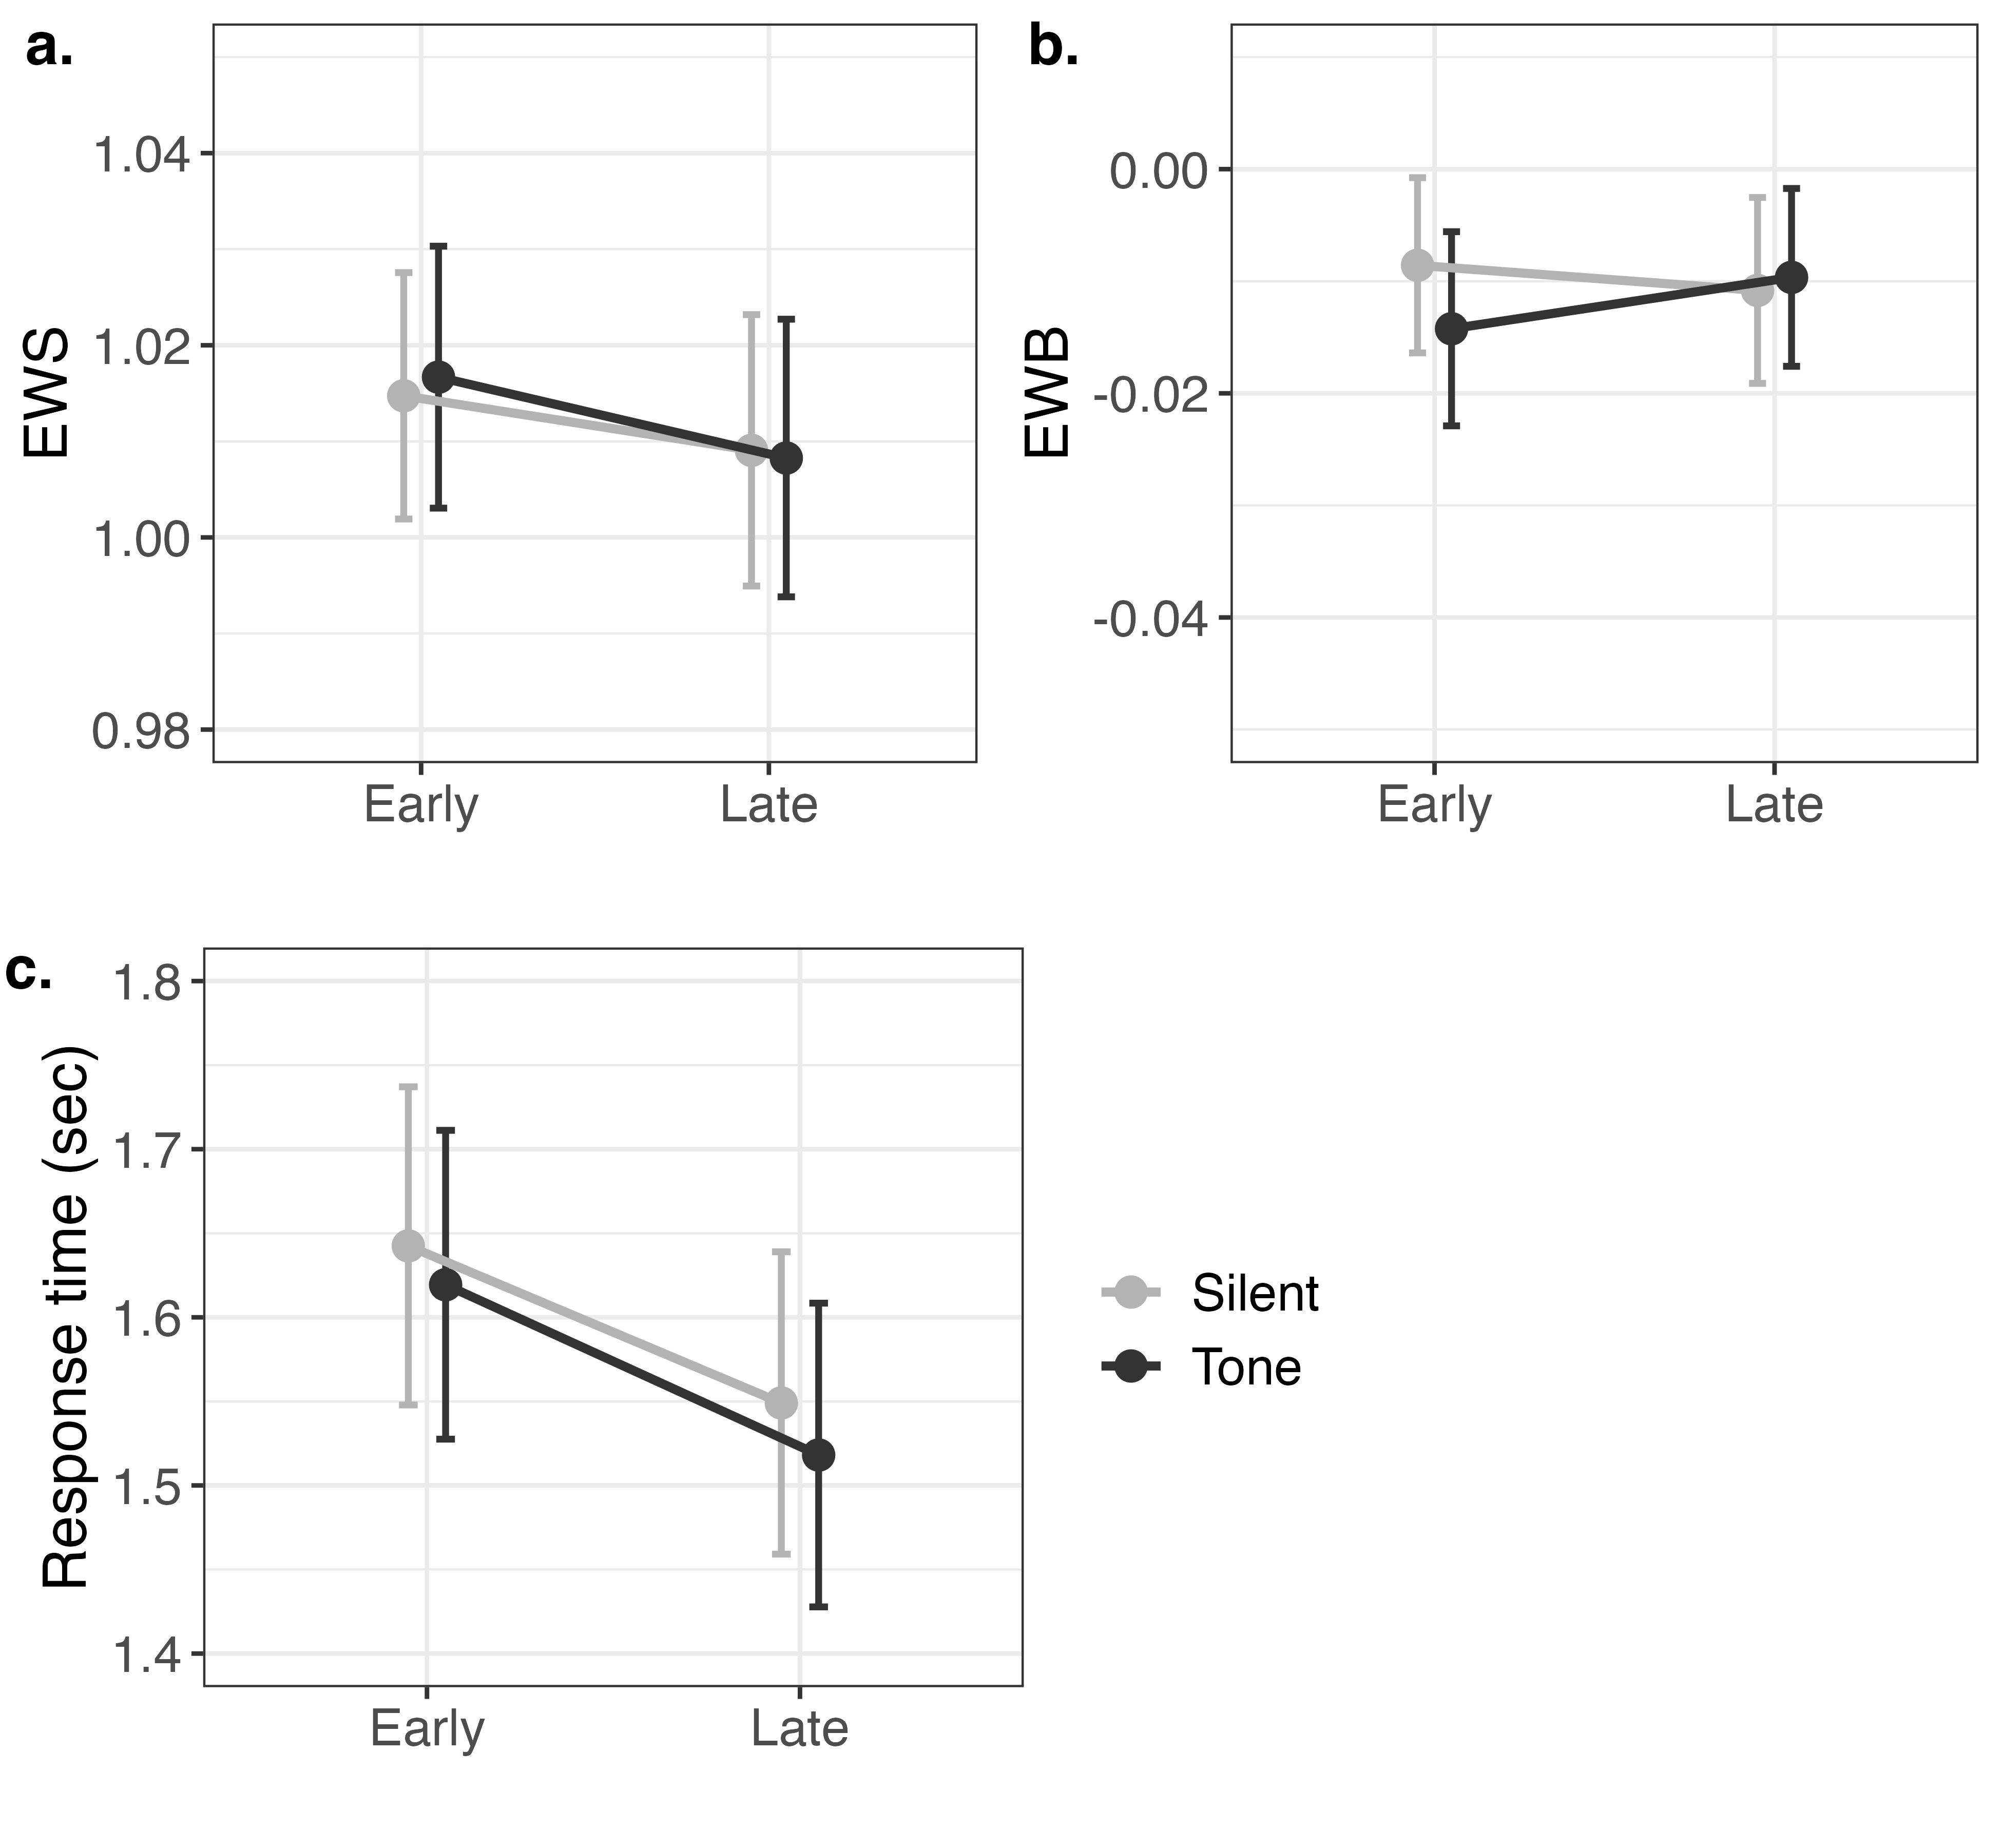 a.
EWS
1.04
1.02
1.00
0.98
Early Late
b.
EWB
0.00
-0.02
-0.04
Early Late
c.
Response time (sec)
1.8
1.7
1.6
1.5
1.4
Early Late
Silent
Tone